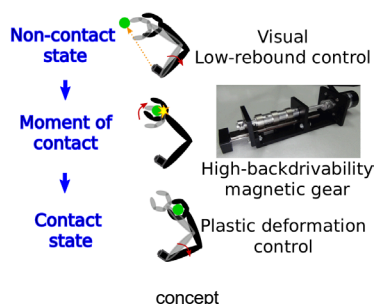 Non-contact
state
Visual
Low-rebound control
Moment of
contact
High-backdrivability
magnetic gear
Contact
state
Plastic deformation
control
concept